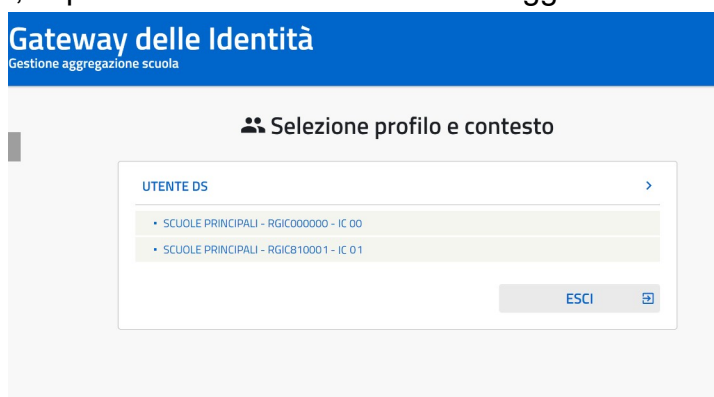 Gateway delle Identità
Gestione aggregazione scuola
Selezione profilo e contesto
UTENTE DS
SCUOLE PRINCIPALI - RGIC000000 - IC 00
SCUOLE PRINCIPALI - RGIC810001 - IC 01
ESCI